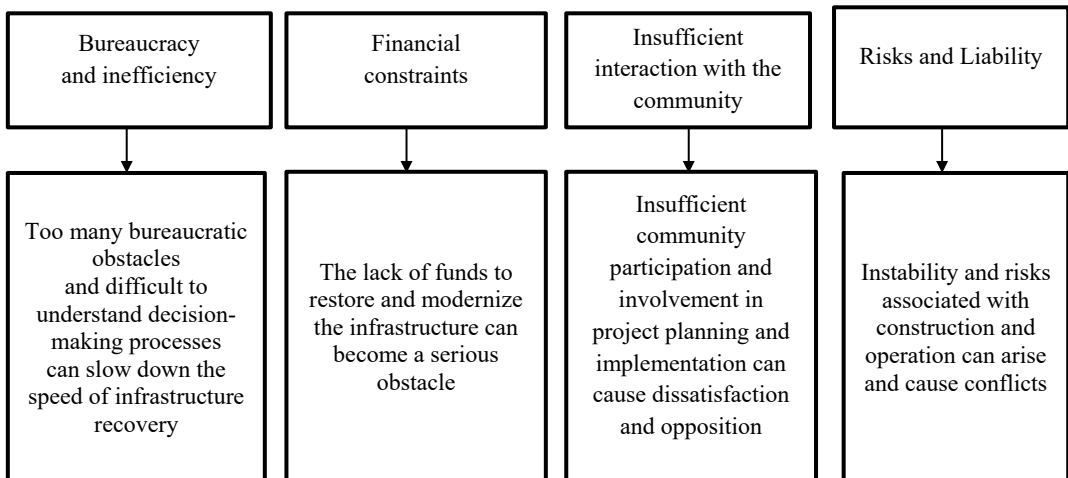 Bureaucracy
and inefficiency
Financial
constraints
Insufficient
interaction with the
community
Risks and Liability
Too many bureaucratic
obstacles
and difficult to
understand decision-
making processes
can slow down the
speed of infrastructure
recovery
The lack of funds to
restore and modernize
the infrastructure can
become a serious
obstacle
Insufficient
community
participation and
involvement in
project planning and
implementation can
cause dissatisfaction
and opposition
Instability and risks
associated with
construction and
operation can arise
and cause conflicts